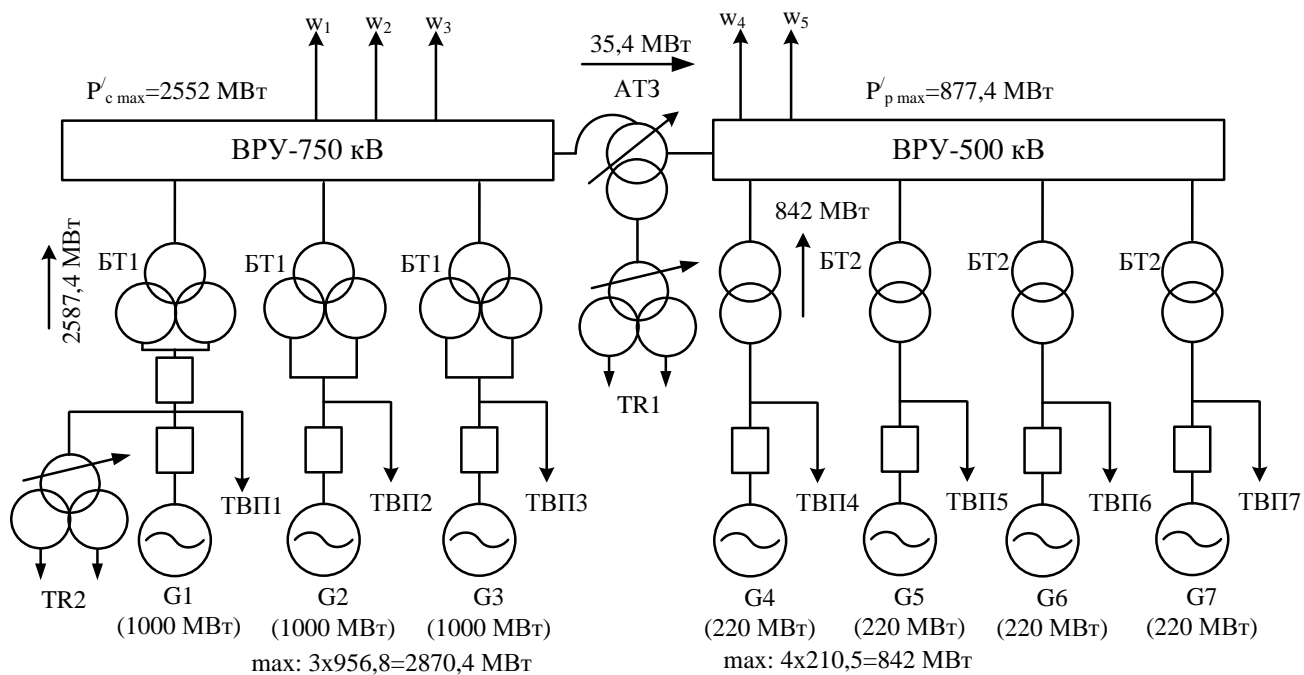 w1 w2 w3 w4 w5
35,4 МВт
АТЗ
P/c max=2552 МВт
P/p max=877,4 МВт
ВРУ-750 кВ
ВРУ-500 кВ
2587,4 МВт
842 МВт
БТ1 БТ1 БТ1 БТ2 БТ2 БТ2
TR1
ТВП1 ТВП2 ТВП3 ТВП4 ТВП5 ТВП6 ТВП7
TR2
G1 G2 G3 G4 G5 G6 G7
(1000 МВт) (1000 МВт) (1000 МВт) (220 МВт) (220 МВт) (220 МВт) (220 МВт)
max: 3x956,8=2870,4 МВт
max: 4x210,5=842 МВт